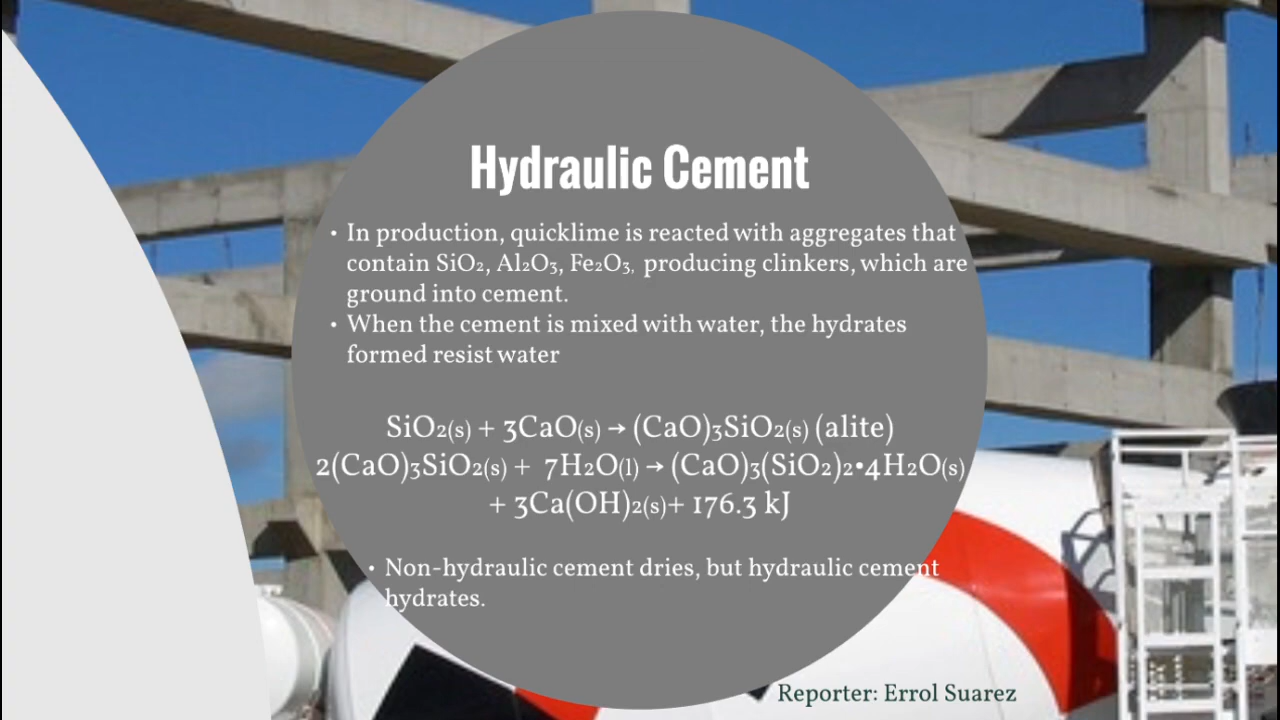 Hydraulic Cement
• In production, quicklime is reacted with aggregates that
contain SiO₂, Al₂O₃, Fe₂O₃, producing clinkers, which are
ground into cement.
• When the cement is mixed with water, the hydrates
formed resist water
SiO₂(s) + 3CaO(s) → (CaO)₃SiO₂(s) (alite)
2(CaO)₃SiO₂(s) + 7H₂O(l) → (CaO)₃(SiO₂)₂•4H₂O(s)
+ 3Ca(OH)₂(s)+ 176.3 kJ
• Non-hydraulic cement dries, but hydraulic cement
hydrates.
Reporter: Errol Suarez